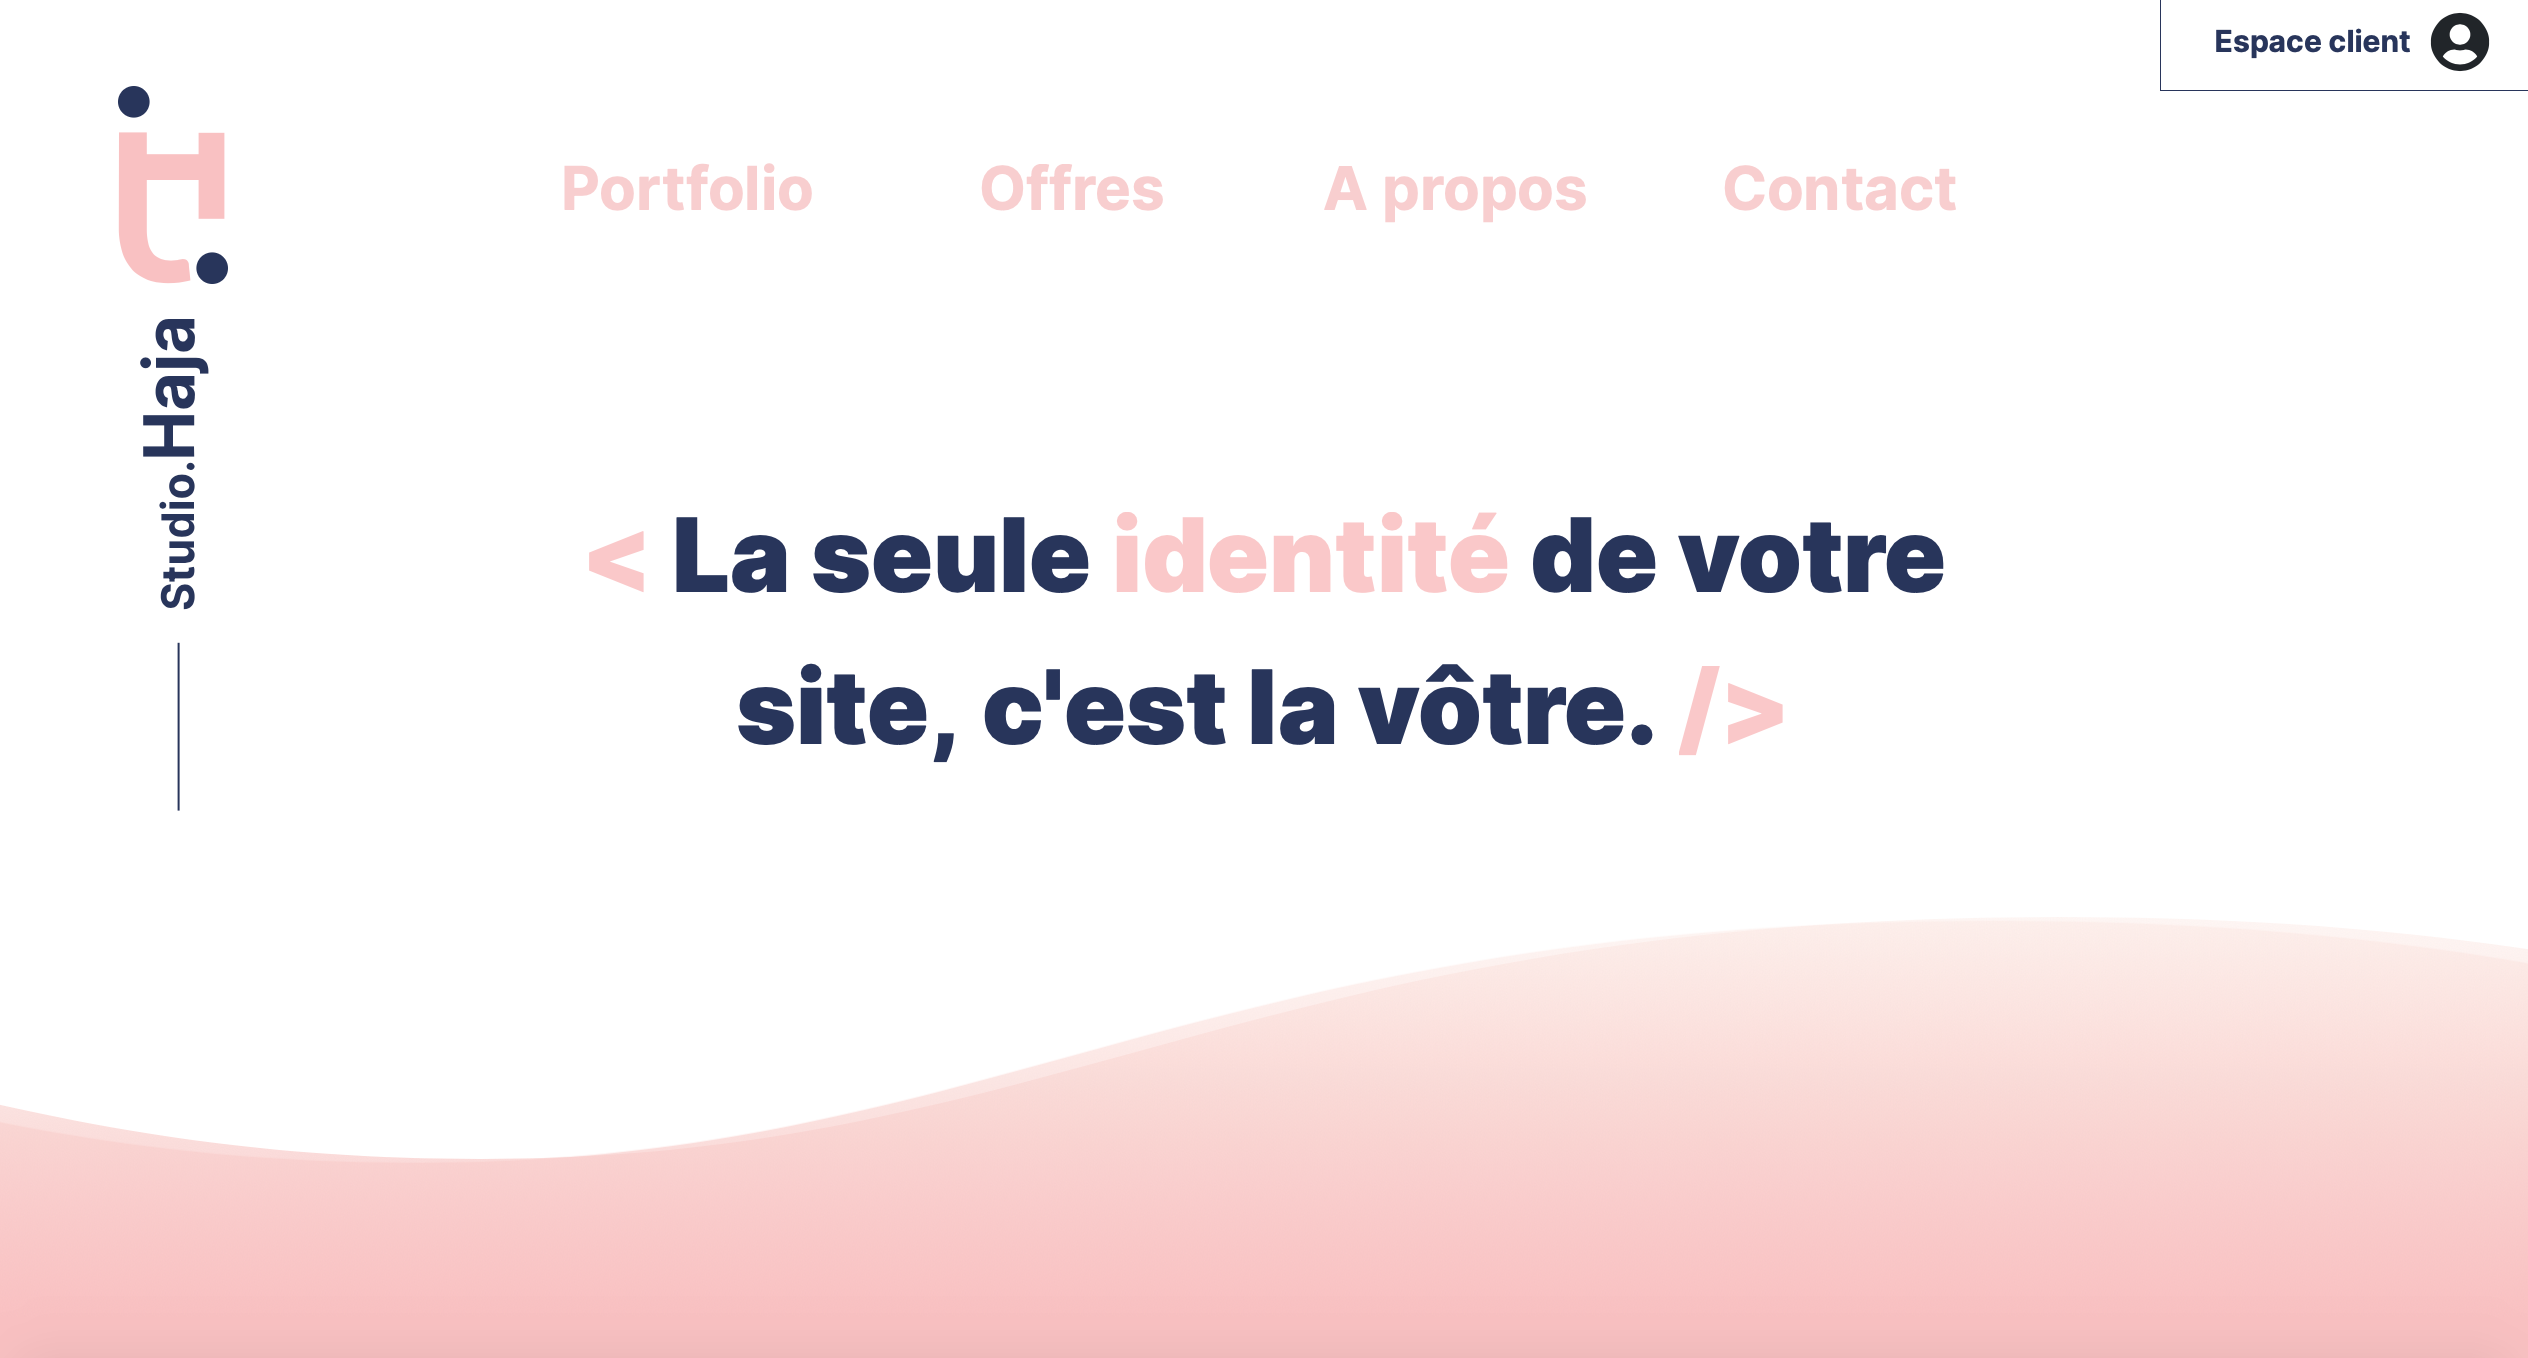 Espace client
Portfolio Offres A propos Contact
Studio.Haja
< La seule identité de votre
site, c'est la vôtre. />